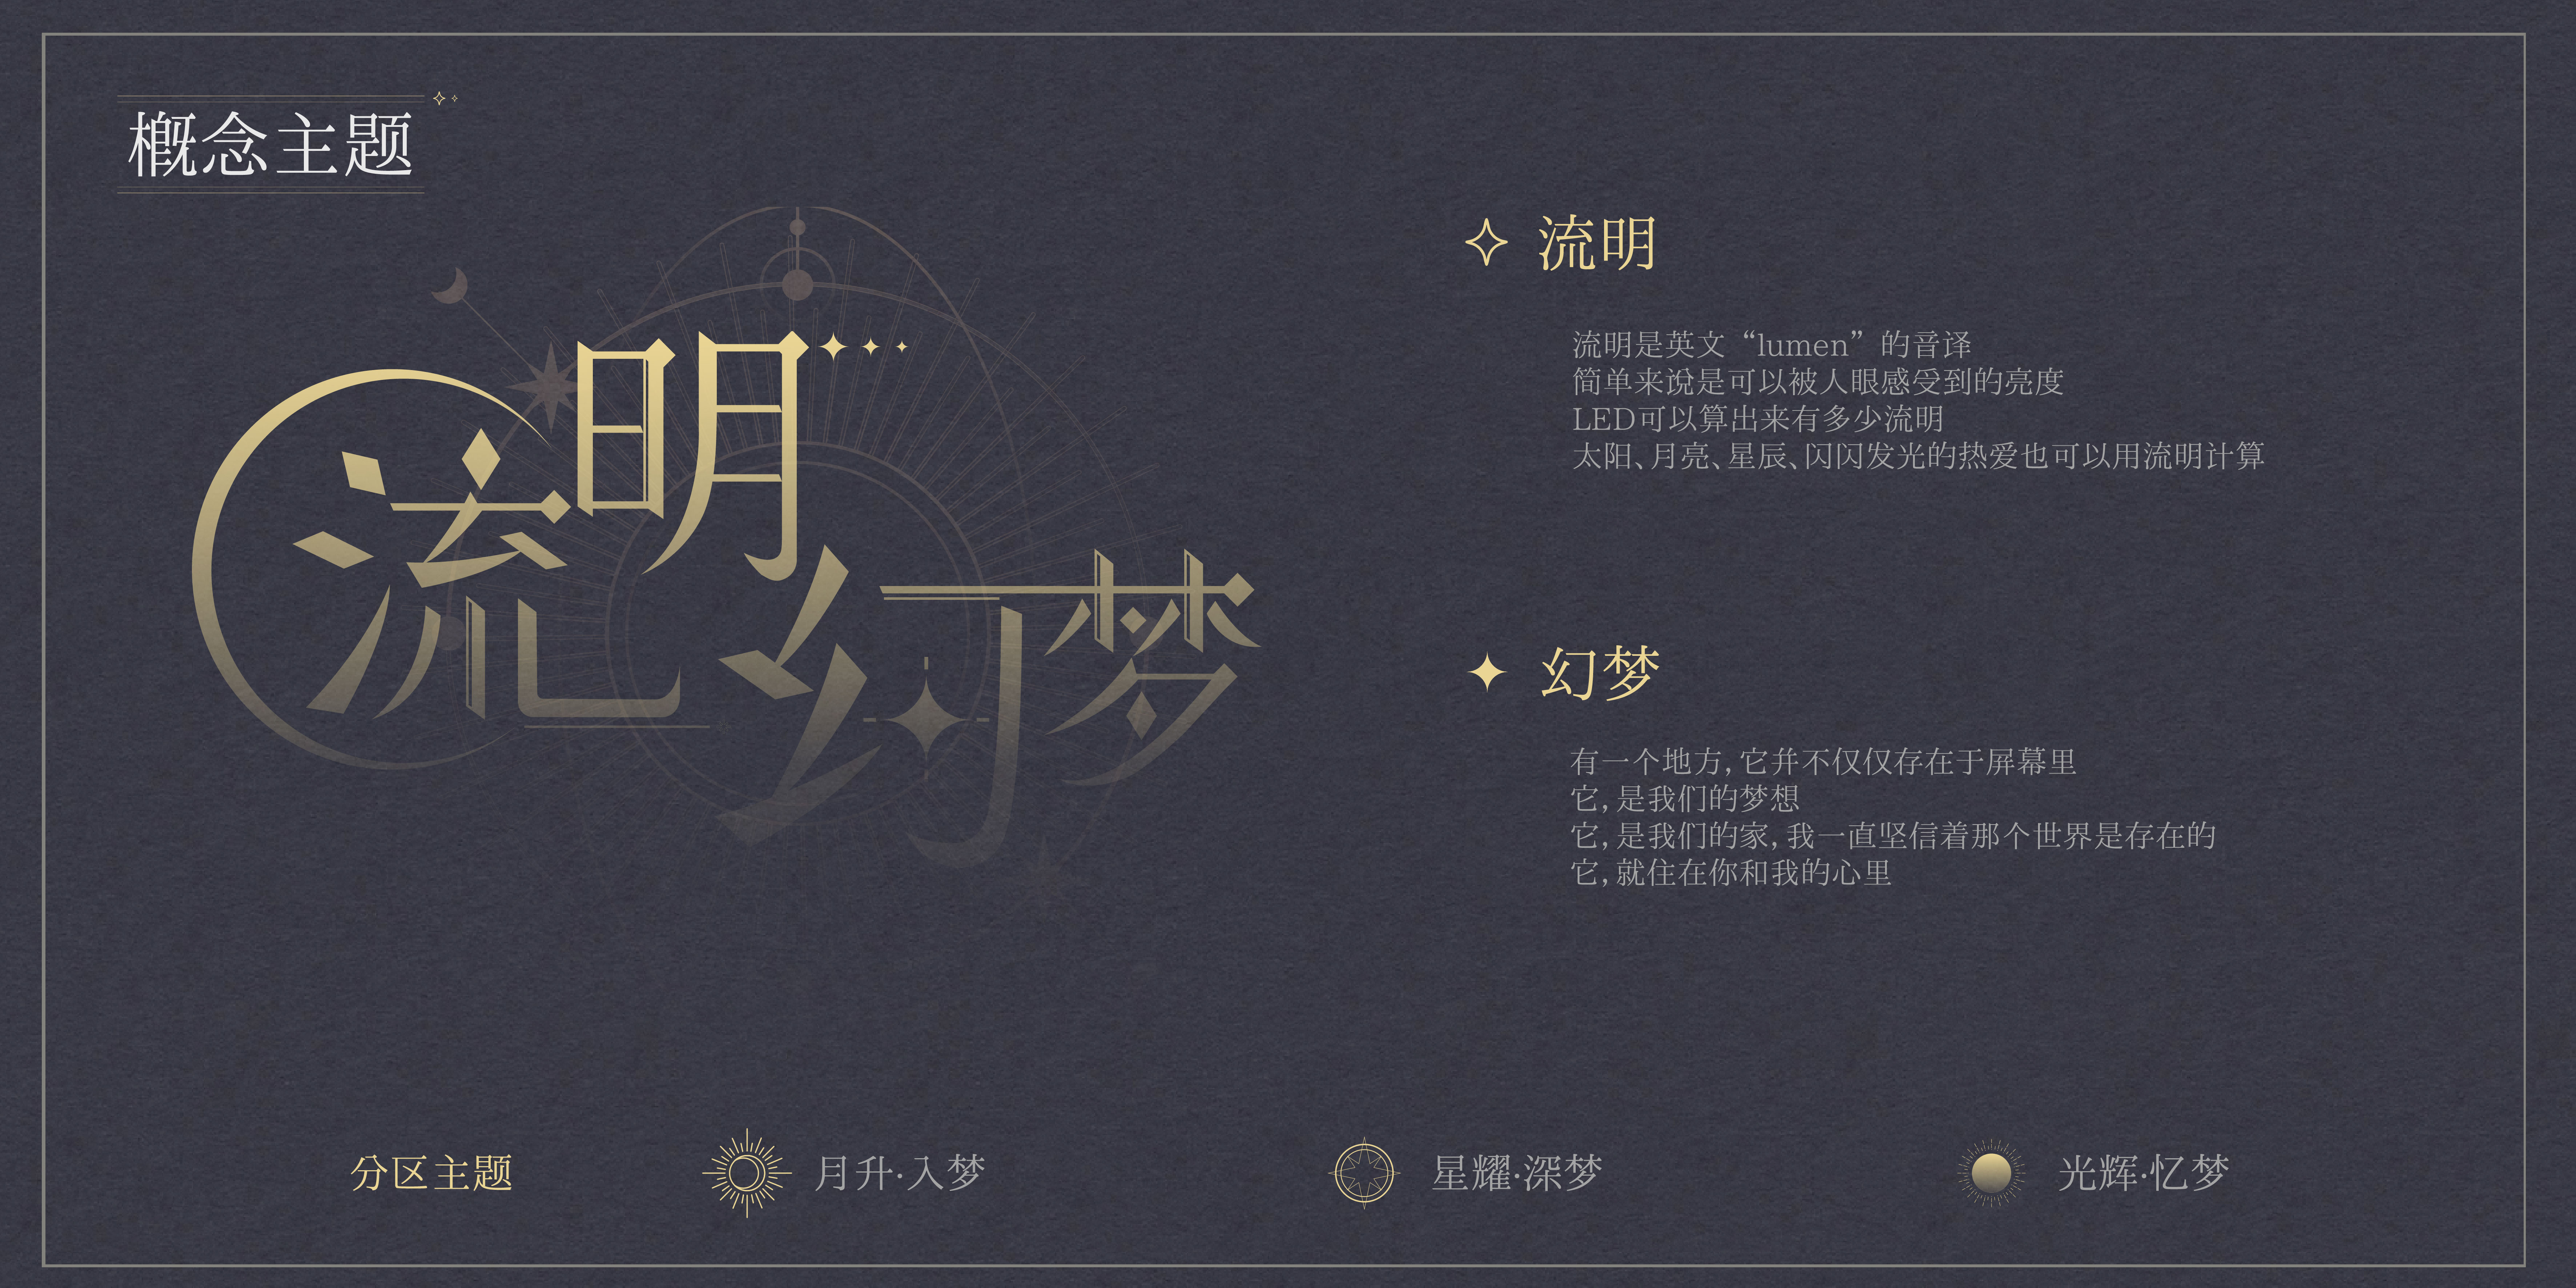 概念主题
流明幻梦
流明
流明是英文“lumen”的音译
简单来说是可以被人眼感受到的亮度
LED可以算出来有多少流明
太阳、月亮、星辰、闪闪发光的热爱也可以用流明计算
幻梦
有一个地方，它并不仅仅存在于屏幕里
它，是我们的梦想
它，是我们的家，我一直坚信着那个世界是存在的
它，就住在你和我的心里
分区主题
月升·入梦
星耀·深梦
光辉·忆梦